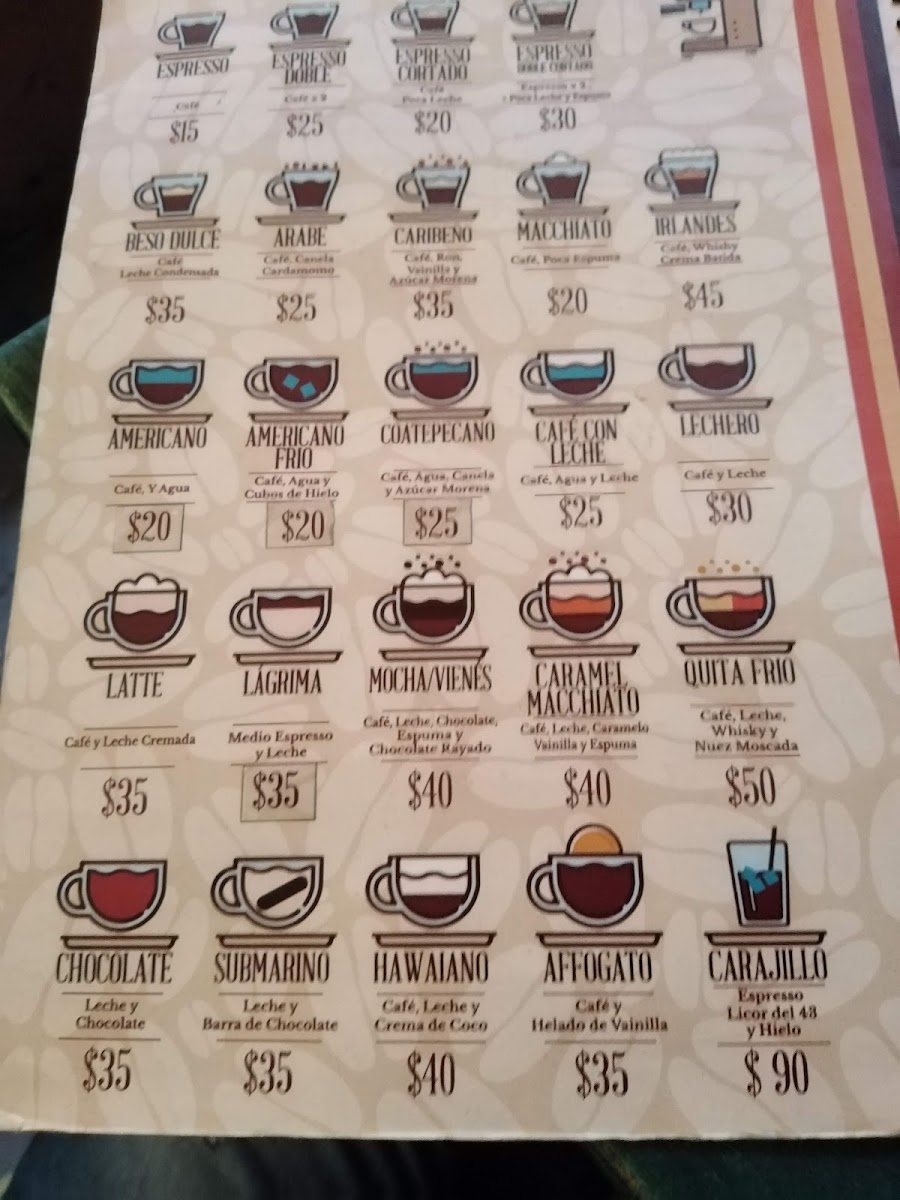 ESPRESSO
Café
$15
ESPRESSO
DOBLE
Café x 2
$25
ESPRESSO
CORTADO
Café
Poca Leche
$20
ESPRESSO
DOBLE CORTADO
Espresso x 2
Poca Leche y Espuma
$30
BESO DULCE
Café
Leche Condensada
$35
ARABE
Café, Canela
Cardamomo
$25
CARIBEÑO
Café, Ron,
Vainilla y
Azúcar Morena
$35
MACCHIATO
Café, Poca Espuma
$20
IRLANDES
Café, Whisky
Crema Batida
$45
AMERICANO
Café, Y Agua
$20
AMERICANO
FRIO
Café, Agua y
Cubos de Hielo
$20
COATEPECANO
Café, Agua, Canela
y Azúcar Morena
$25
CAFÉ CON
LECHE
Café, Agua y Leche
$25
LECHERO
Café y Leche
$30
LATTE
Café y Leche Cremada
$35
LÁGRIMA
Medio Espresso
y Leche
$35
MOCHA/VIENÉS
Café, Leche, Chocolate,
Espuma y
Chocolate Rayado
$40
CARAMEL
MACCHIATO
Café, Leche, Caramelo
Vainilla y Espuma
$40
QUITA FRIO
Café, Leche,
Whisky y
Nuez Moscada
$50
CHOCOLATE
Leche y
Chocolate
$35
SUBMARINO
Leche y
Barra de Chocolate
$35
HAWAIANO
Café, Leche y
Crema de Coco
$40
AFFOGATO
Café y
Helado de Vainilla
$35
CARAJILLO
Espresso
Licor del 43
y Hielo
$ 90